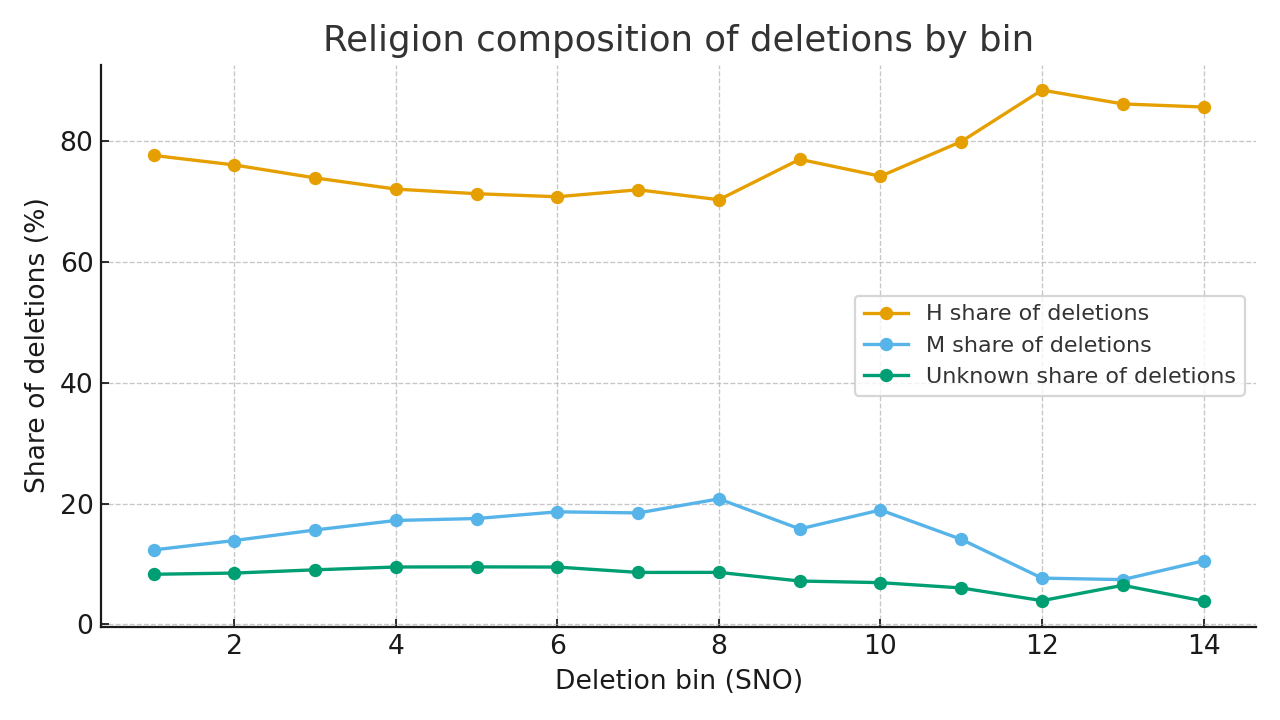 Religion composition of deletions by bin
Share of deletions (%)
80
60
40
20
0
H share of deletions
M share of deletions
Unknown share of deletions
2 4 6 8 10 12 14
Deletion bin (SNO)